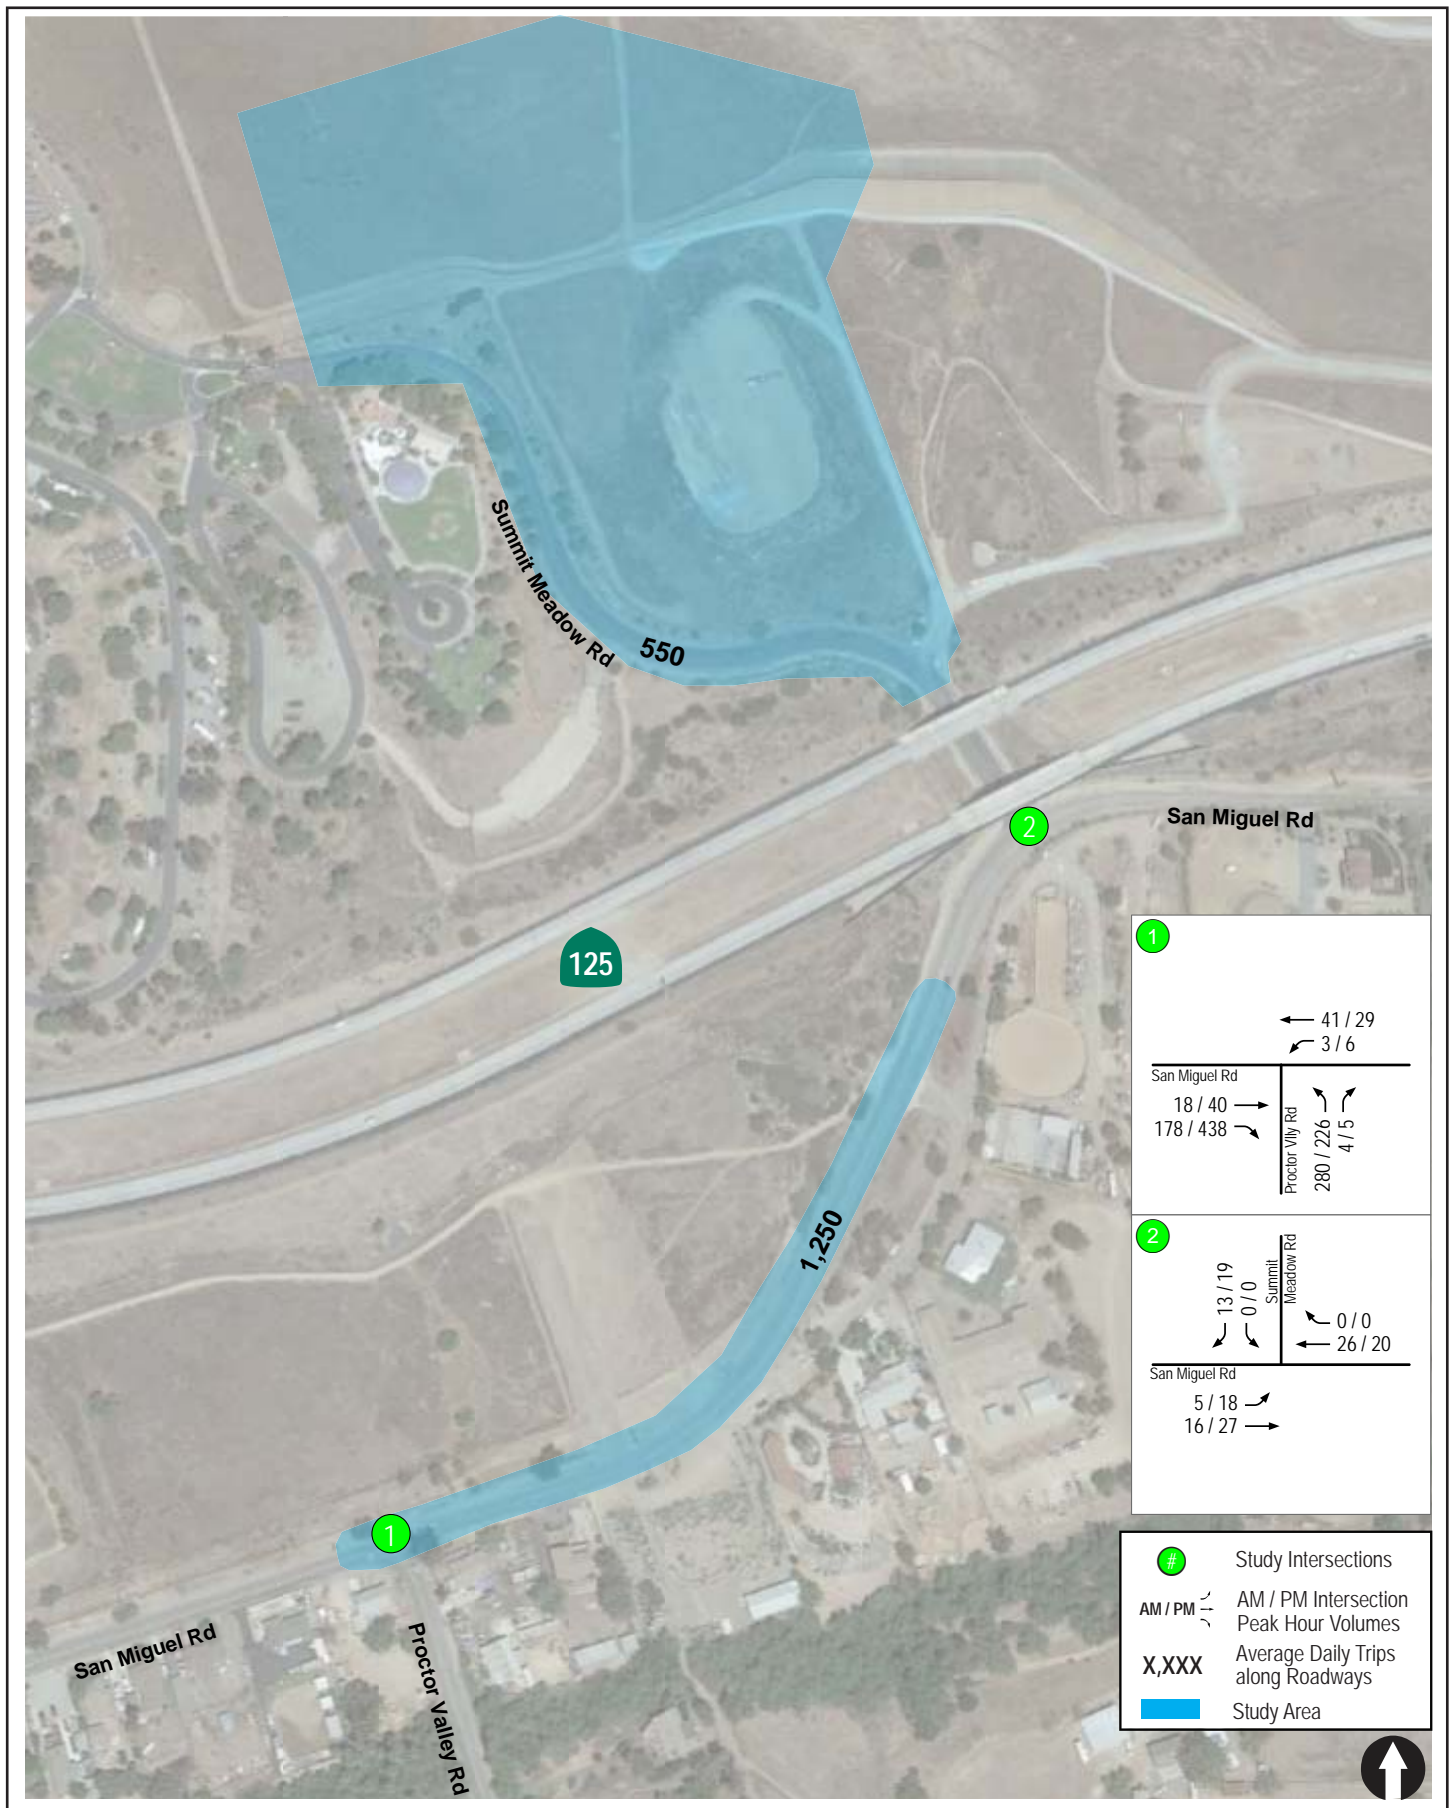 Summit Meadow Rd
550
San Miguel Rd
2
125
1,250
1
San Miguel Rd
Proctor Valley Rd
1
41 / 29
3 / 6
San Miguel Rd
18 / 40
178 / 438
Proctor Vlly Rd
280 / 226
4 / 5
2
13 / 19
0 / 0
Summit
Meadow Rd
0 / 0
26 / 20
San Miguel Rd
5 / 18
16 / 27
# Study Intersections
AM / PM AM / PM Intersection
Peak Hour Volumes
X,XXX Average Daily Trips
along Roadways
Study Area